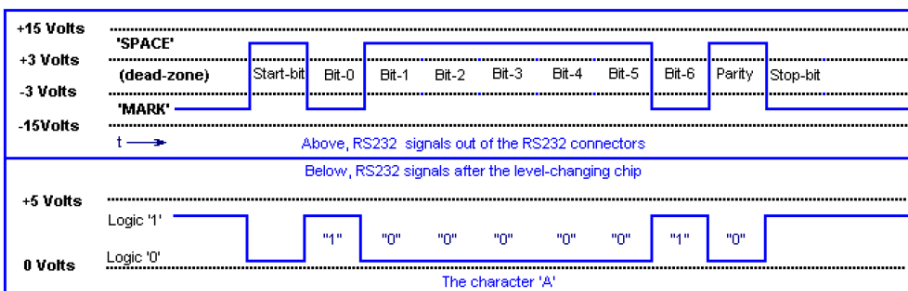 +15 Volts
'SPACE'
+3 Volts
(dead-zone) Start-bit Bit-0 Bit-1 Bit-2 Bit-3 Bit-4 Bit-5 Bit-6 Parity Stop-bit
-3 Volts
'MARK'
-15Volts
t
Above, RS232 signals out of the RS232 connectors
Below, RS232 signals after the level-changing chip
+5 Volts
Logic '1'
"1" "0" "0" "0" "0" "0" "1" "0"
Logic '0'
0 Volts
The character 'A'